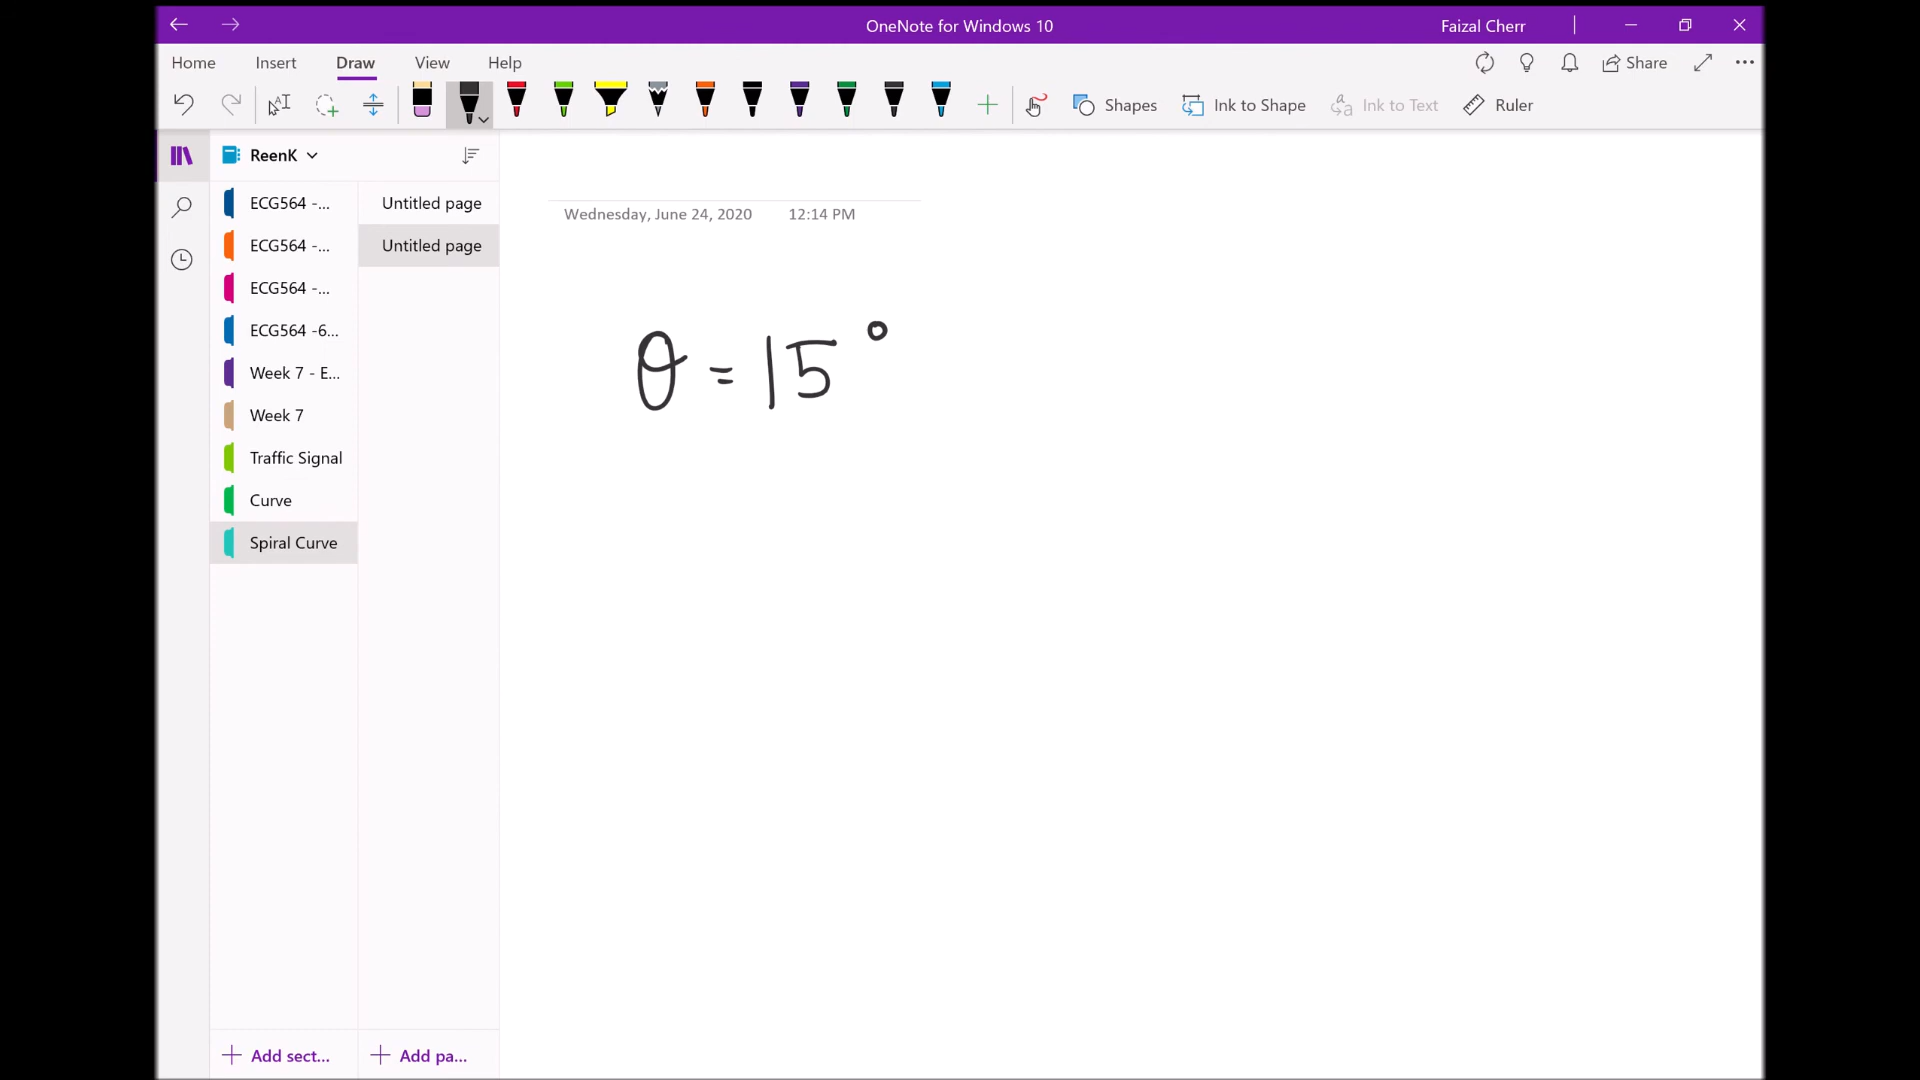 OneNote for Windows 10
Faizal Cherr
Home Insert Draw View Help
Share
Shapes Ink to Shape Ink to Text Ruler
ReenK
ECG564 -...
ECG564 -...
ECG564 -...
ECG564 -6...
Week 7 - E...
Week 7
Traffic Signal
Curve
Spiral Curve
Add sect...
Untitled page
Untitled page
Add pa...
Wednesday, June 24, 2020 12:14 PM
θ = 15 °